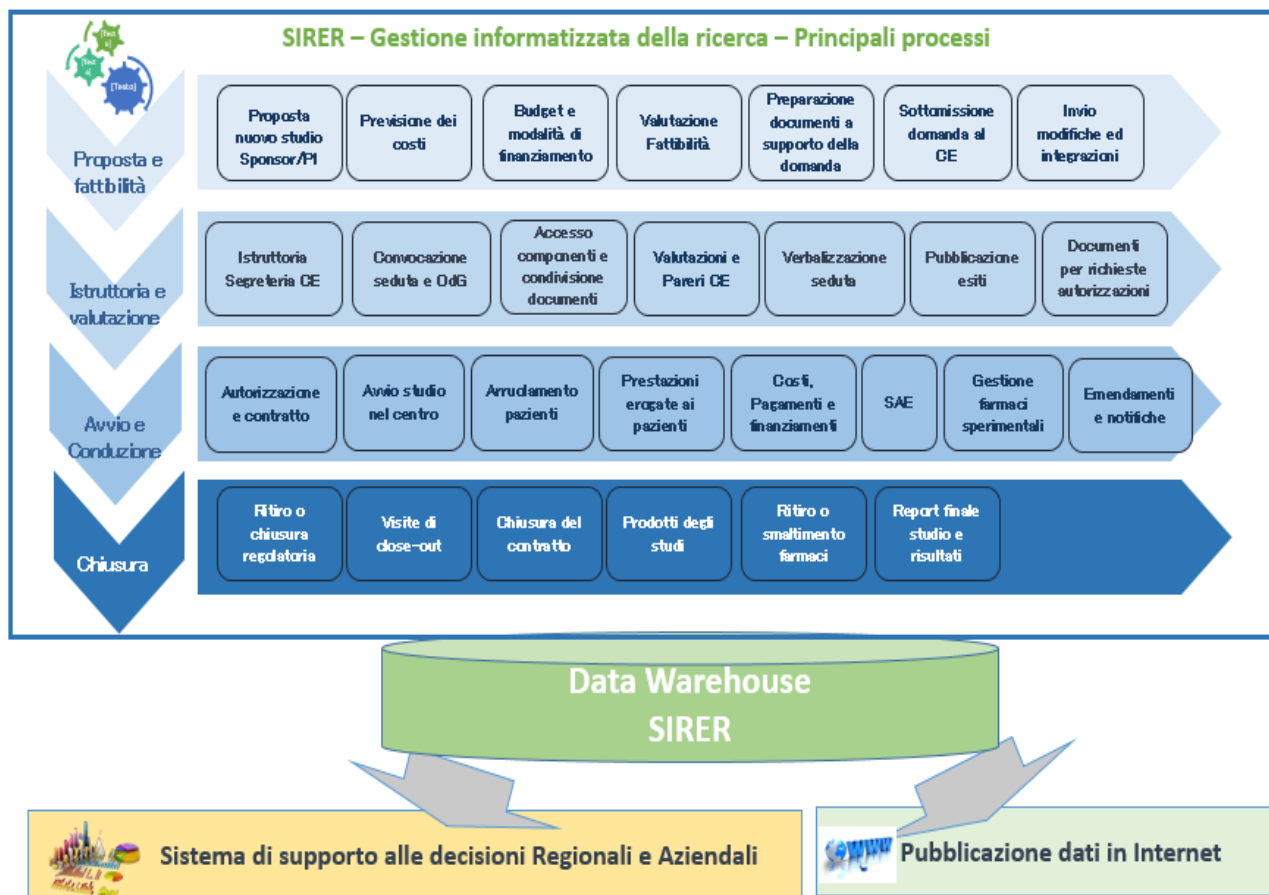 SIRER – Gestione informatizzata della ricerca – Principali processi
[Testo]
[Testo]
[Testo]
Proposta e
fattibilità
Proposta
nuovo studio
Sponsor/PI
Previsione dei
costi
Budget e
modalità di
finanziamento
Valutazione
Fattibilità
Preparazione
documenti a
supporto della
domanda
Sottomissione
domanda al
CE
Invio
modifiche ed
integrazioni
Istruttoria e
valutazione
Istruttoria
Segreteria CE
Convocazione
seduta e OdG
Accesso
componenti e
condivisione
documenti
Valutazioni e
Pareri CE
Verbalizzazione
seduta
Pubblicazione
esiti
Documenti
per richieste
autorizzazioni
Avvio e
Conduzione
Autorizzazione
e contratto
Avvio studio
nel centro
Arruolamento
pazienti
Prestazioni
erogate ai
pazienti
Costi,
Pagamenti e
finanziamenti
SAE
Gestione
farmaci
sperimentali
Emendamenti
e notifiche
Chiusura
Ritiro o
chiusura
regolatoria
Visite di
close-out
Chiusura del
contratto
Prodotti degli
studi
Ritiro o
smaltimento
farmaci
Report finale
studio e
risultati
Data Warehouse
SIRER
Sistema di supporto alle decisioni Regionali e Aziendali
www
Pubblicazione dati in Internet